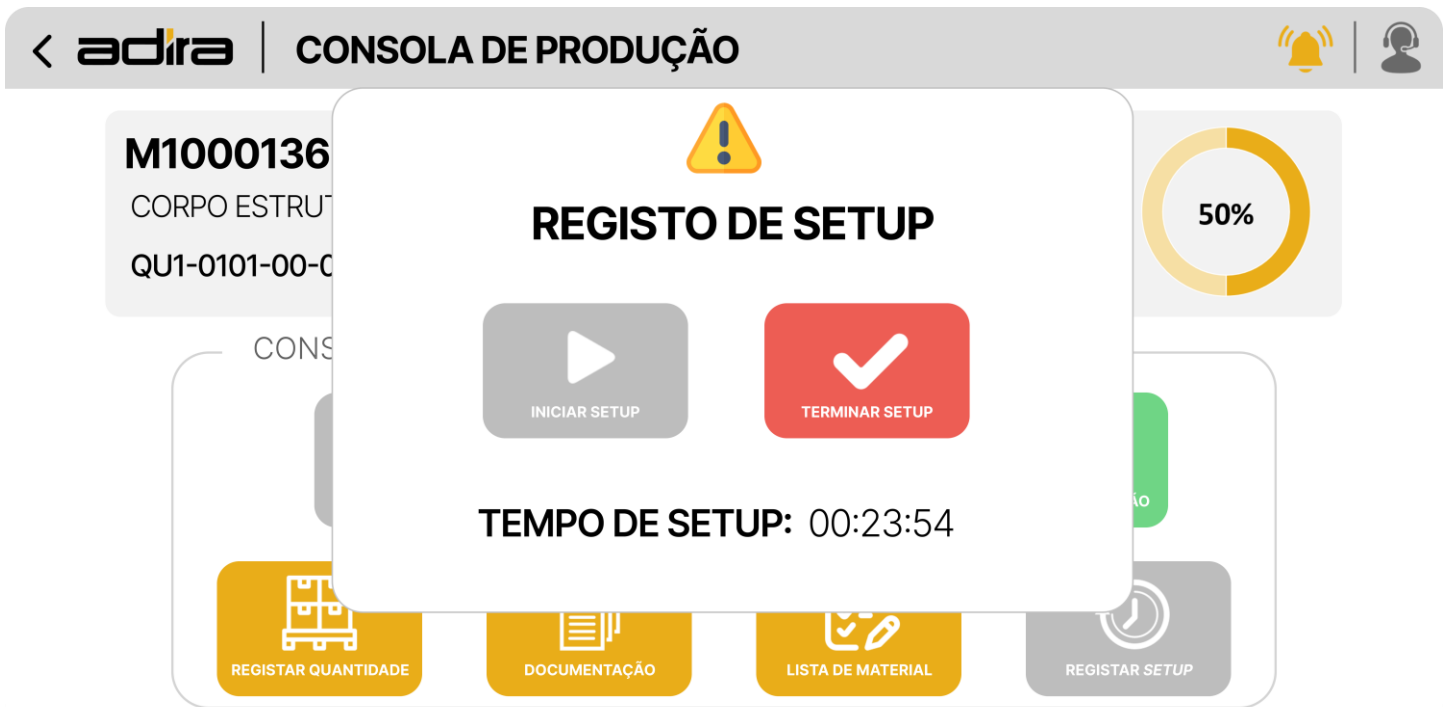 adira CONSOLA DE PRODUÇÃO
M1000136
CORPO ESTRUT
QU1-0101-00-0
50%
REGISTO DE SETUP
INICIAR SETUP
TERMINAR SETUP
TEMPO DE SETUP: 00:23:54
CONS
ÃO
REGISTAR QUANTIDADE
DOCUMENTAÇÃO
LISTA DE MATERIAL
REGISTAR SETUP